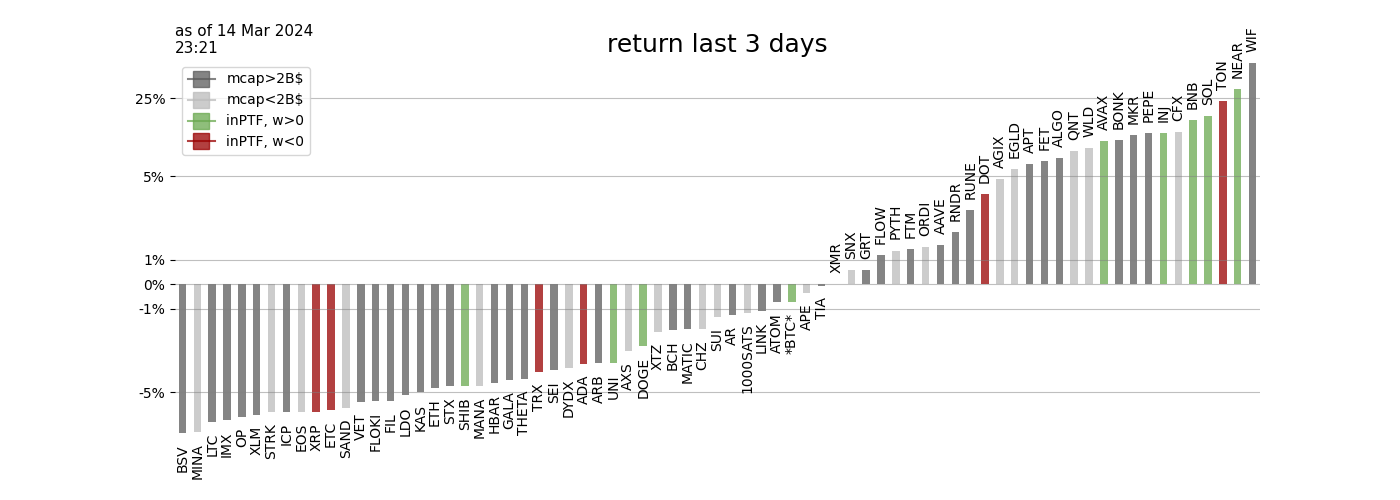 as of 14 Mar 2024
23:21
return last 3 days
mcap>2B$
mcap<2B$
inPTF, w>0
inPTF, w<0
25%
5%
1%
0%
-1%
-5%
BSV
MINA
LTC
IMX
OP
XLM
STRK
ICP
EOS
XRP
ETC
SAND
VET
FLOKI
FIL
LDO
KAS
ETH
STX
SHIB
MANA
HBAR
GALA
THETA
TRX
SEI
DYDX
ADA
ARB
UNI
AXS
DOGE
XTZ
BCH
MATIC
CHZ
SUI
AR
1000SATS
LINK
ATOM
*BTC*
APE
TIA
XMR
SNX
GRT
FLOW
PYTH
FTM
ORDI
AAVE
RNDR
RUNE
DOT
AGIX
EGLD
APT
FET
ALGO
QNT
WLD
AVAX
BONK
MKR
PEPE
INJ
CFX
BNB
SOL
TON
NEAR
WIF